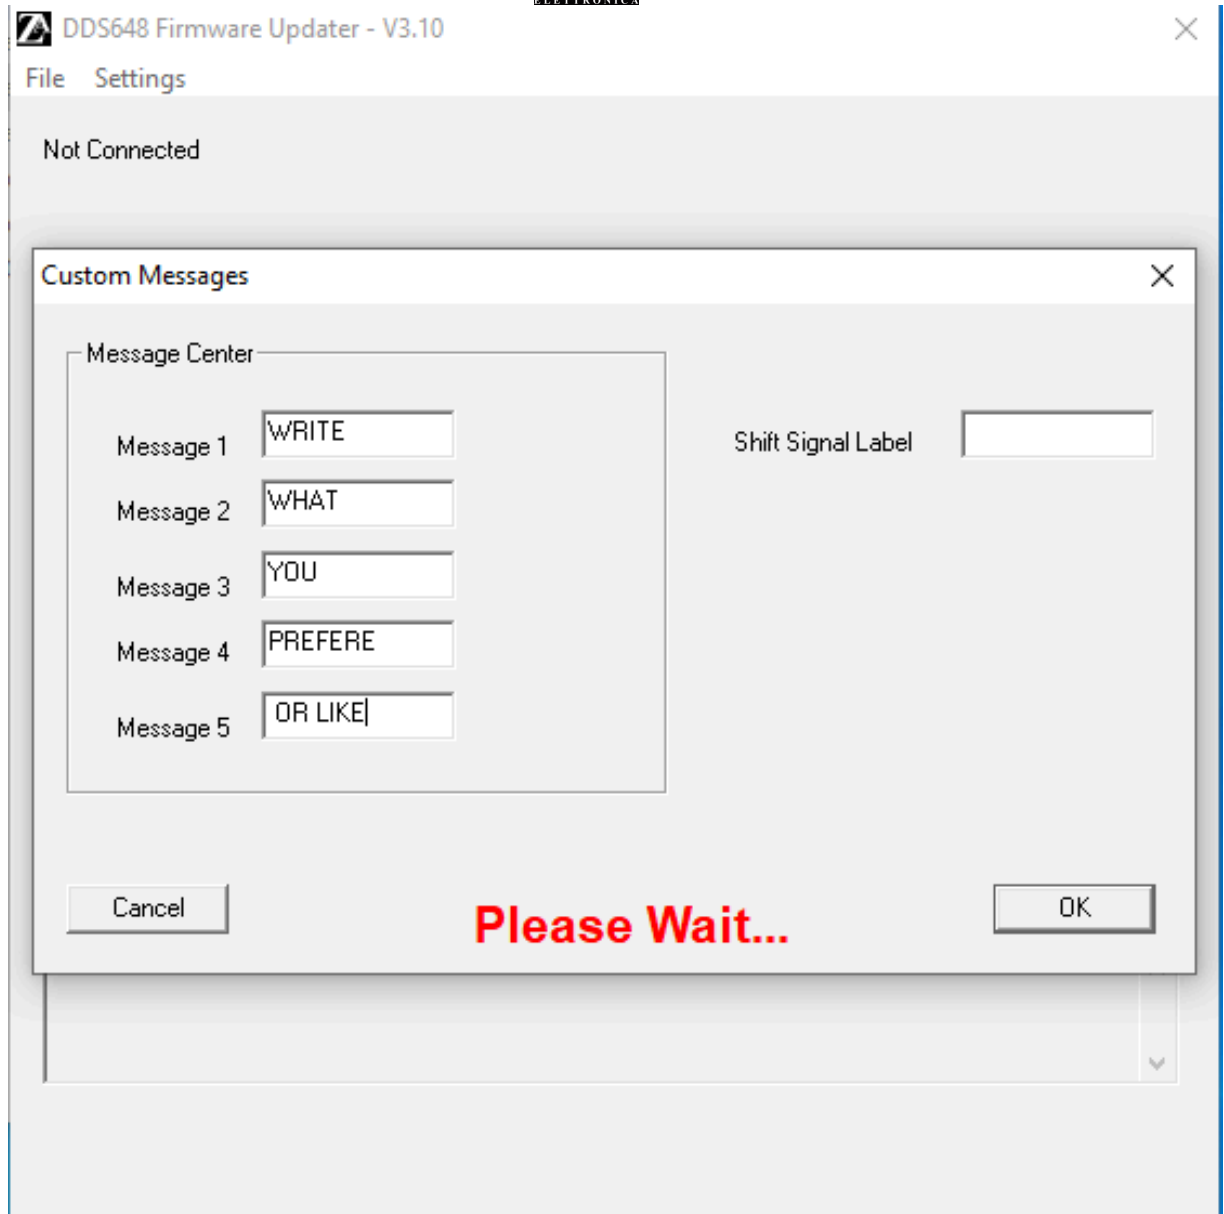 ELETTRONICA
DDS648 Firmware Updater - V3.10
File Settings
Not Connected
Custom Messages
Message Center
Message 1 WRITE
Shift Signal Label
Message 2 WHAT
Message 3 YOU
Message 4 PREFERE
Message 5 OR LIKE
Cancel
Please Wait...
OK